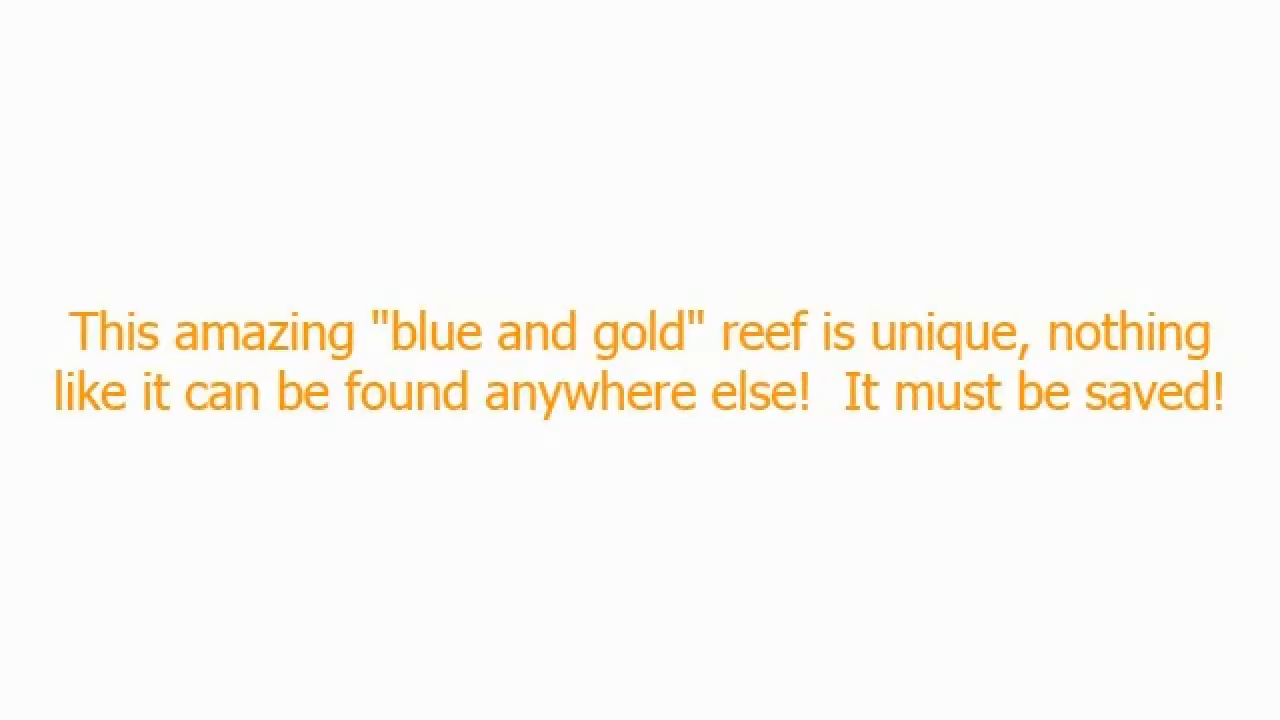 This amazing "blue and gold" reef is unique, nothing
like it can be found anywhere else!  It must be saved!